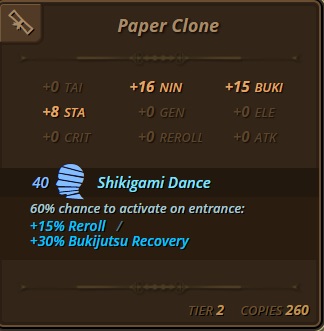 Paper Clone
+0 TAI +16 NIN +15 BUKI
+8 STA +0 GEN +0 ELE
+0 CRIT +0 REROLL +0 ATK
40 Shikigami Dance
60% chance to activate on entrance:
+15% Reroll /
+30% Bukijutsu Recovery
TIER 2 COPIES 260